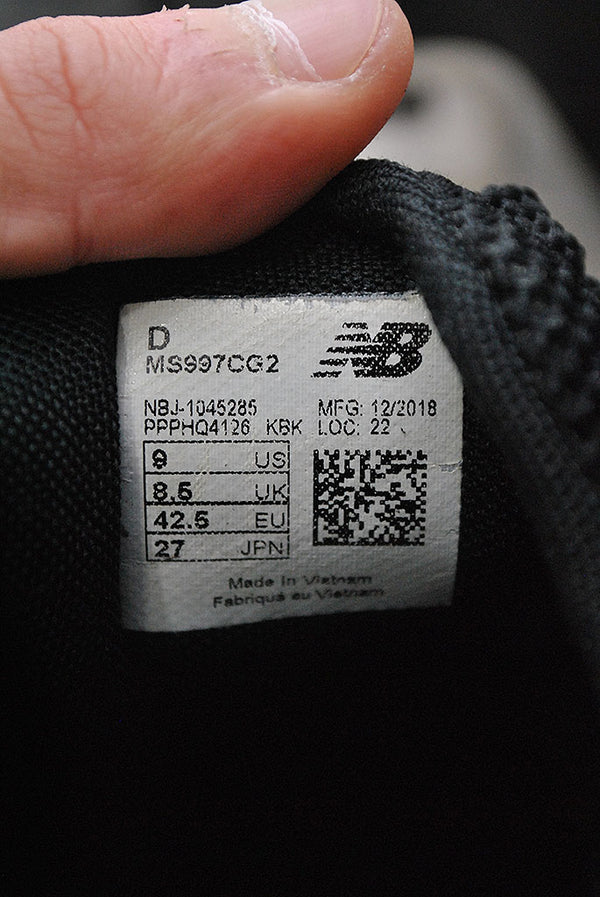 D
MS997CG2
NB
NBJ-1045285 MFG: 12/2018
PPPHQ4126 KBK LOC: 22
9 US
8.5 UK
42.5 EU
27 JPN
Made in Vietnam
Fabriqué au Vietnam